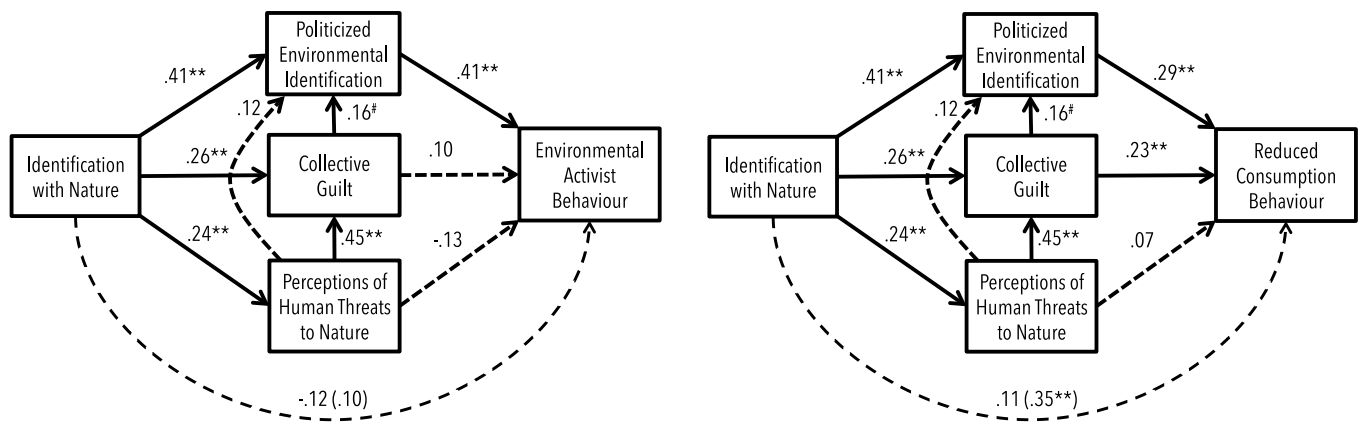 Politicized
Environmental
Identification
.41**
.41**
.12
.16#
Identification
with Nature
.26**
Collective
Guilt
.10
Environmental
Activist
Behaviour
.24**
.45**
-.13
Perceptions of
Human Threats
to Nature
-.12 (.10)
Politicized
Environmental
Identification
.41**
.29**
.12
.16#
Identification
with Nature
.26**
Collective
Guilt
.23**
Reduced
Consumption
Behaviour
.24**
.45**
.07
Perceptions of
Human Threats
to Nature
.11 (.35**)